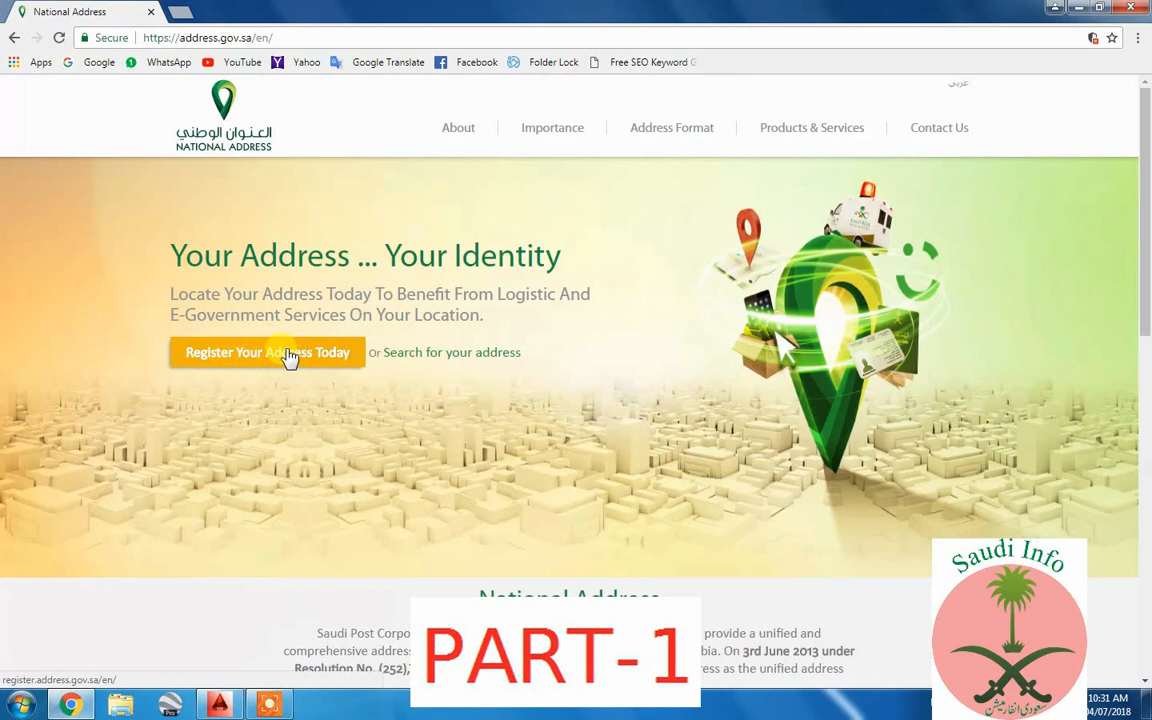 National Address
Secure
https://address.gov.sa/en/
Apps
Google
WhatsApp
YouTube
Yahoo
Google Translate
Facebook
Folder Lock
Free SEO Keyword G
عربي
العنوان الوطني
NATIONAL ADDRESS
About
Importance
Address Format
Products & Services
Contact Us
Your Address ... Your Identity
Locate Your Address Today To Benefit From Logistic And
E-Government Services On Your Location.
Register Your Address Today Or Search for your address
National Address
Saudi Post Corpo
provide a unified and
comprehensive addres
bia. On 3rd June 2013 under
Resolution No. (252),
ress as the unified address
PART-1
Saudi Info
سعودی انفارمیشن
register.address.gov.sa/en/
10:31 AM
04/07/2018